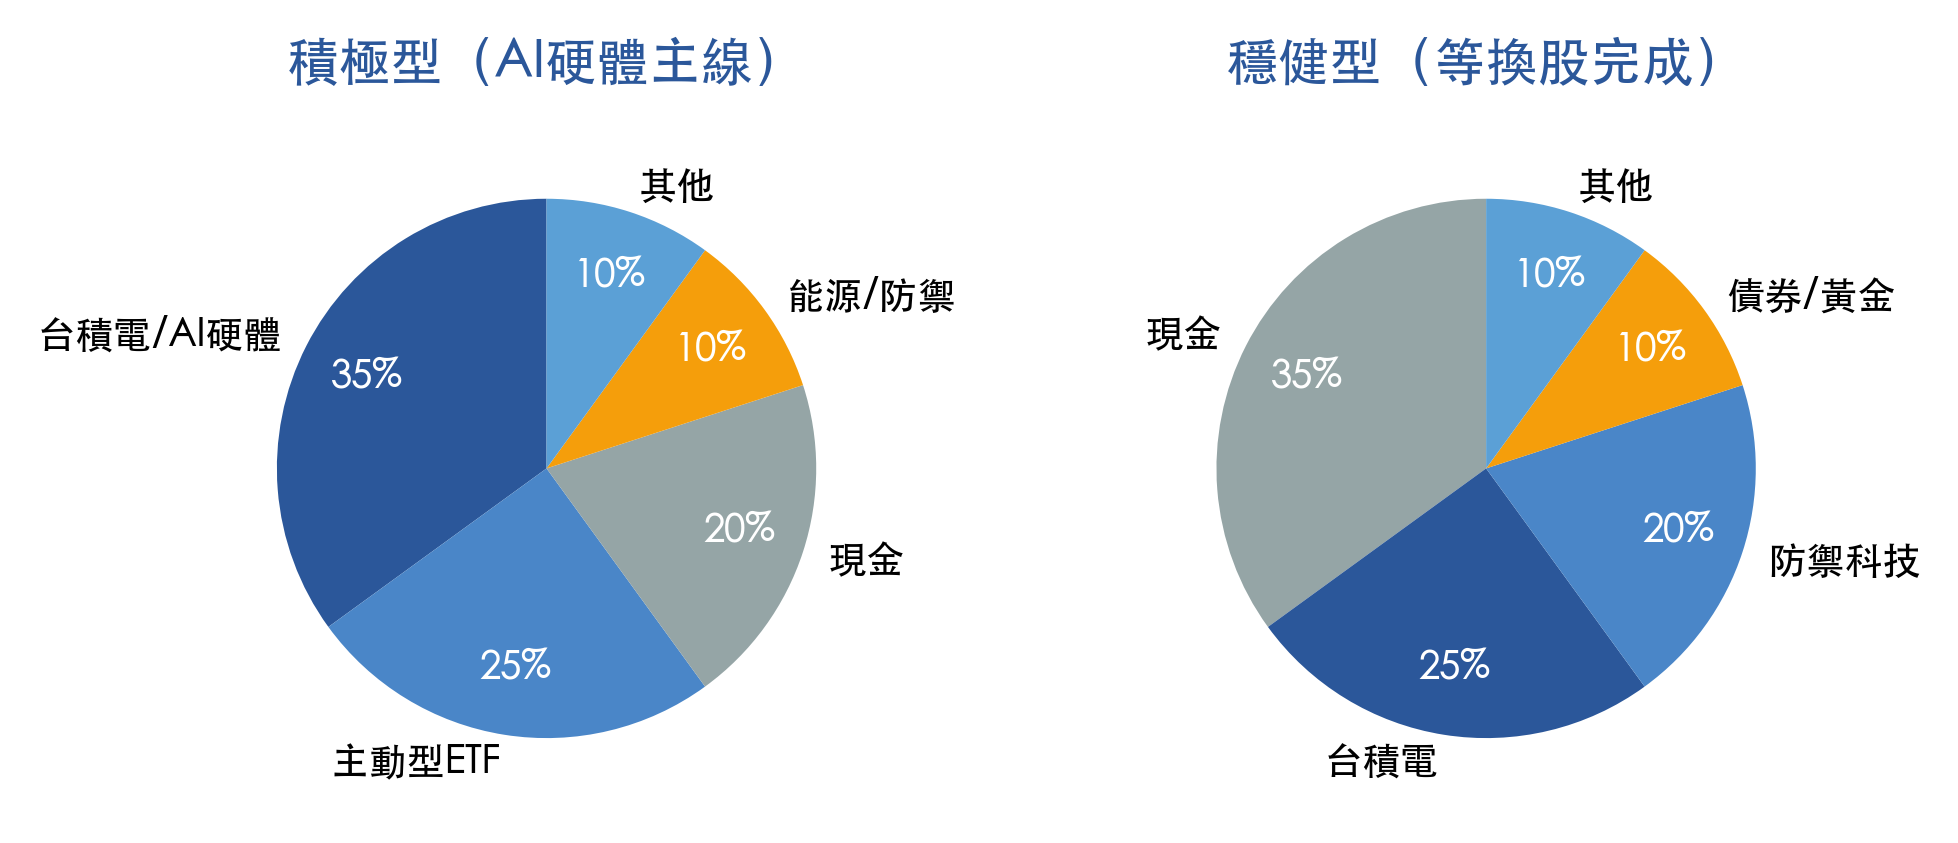 積極型（AI硬體主線）
其他
10%
能源/防禦
10%
台積電/AI硬體
35%
20%
現金
25%
主動型ETF
穩健型（等換股完成）
其他
10%
債券/黃金
10%
現金
35%
20%
防禦科技
25%
台積電